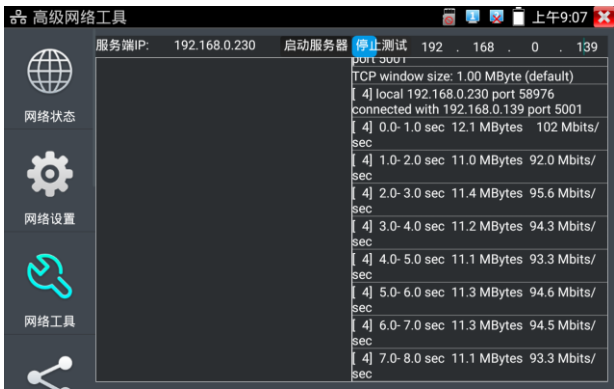 高级网络工具 上午9:07
服务端IP: 192.168.0.230 启动服务器 停止测试 192 . 168 . 0 . 139
网络状态
网络设置
网络工具
port 5001
TCP window size: 1.00 MByte (default)
[ 4] local 192.168.0.230 port 58976
connected with 192.168.0.139 port 5001
[ 4] 0.0- 1.0 sec 12.1 MBytes 102 Mbits/
sec
[ 4] 1.0- 2.0 sec 11.0 MBytes 92.0 Mbits/
sec
[ 4] 2.0- 3.0 sec 11.4 MBytes 95.6 Mbits/
sec
[ 4] 3.0- 4.0 sec 11.2 MBytes 94.3 Mbits/
sec
[ 4] 4.0- 5.0 sec 11.1 MBytes 93.3 Mbits/
sec
[ 4] 5.0- 6.0 sec 11.3 MBytes 94.6 Mbits/
sec
[ 4] 6.0- 7.0 sec 11.3 MBytes 94.5 Mbits/
sec
[ 4] 7.0- 8.0 sec 11.1 MBytes 93.3 Mbits/
sec